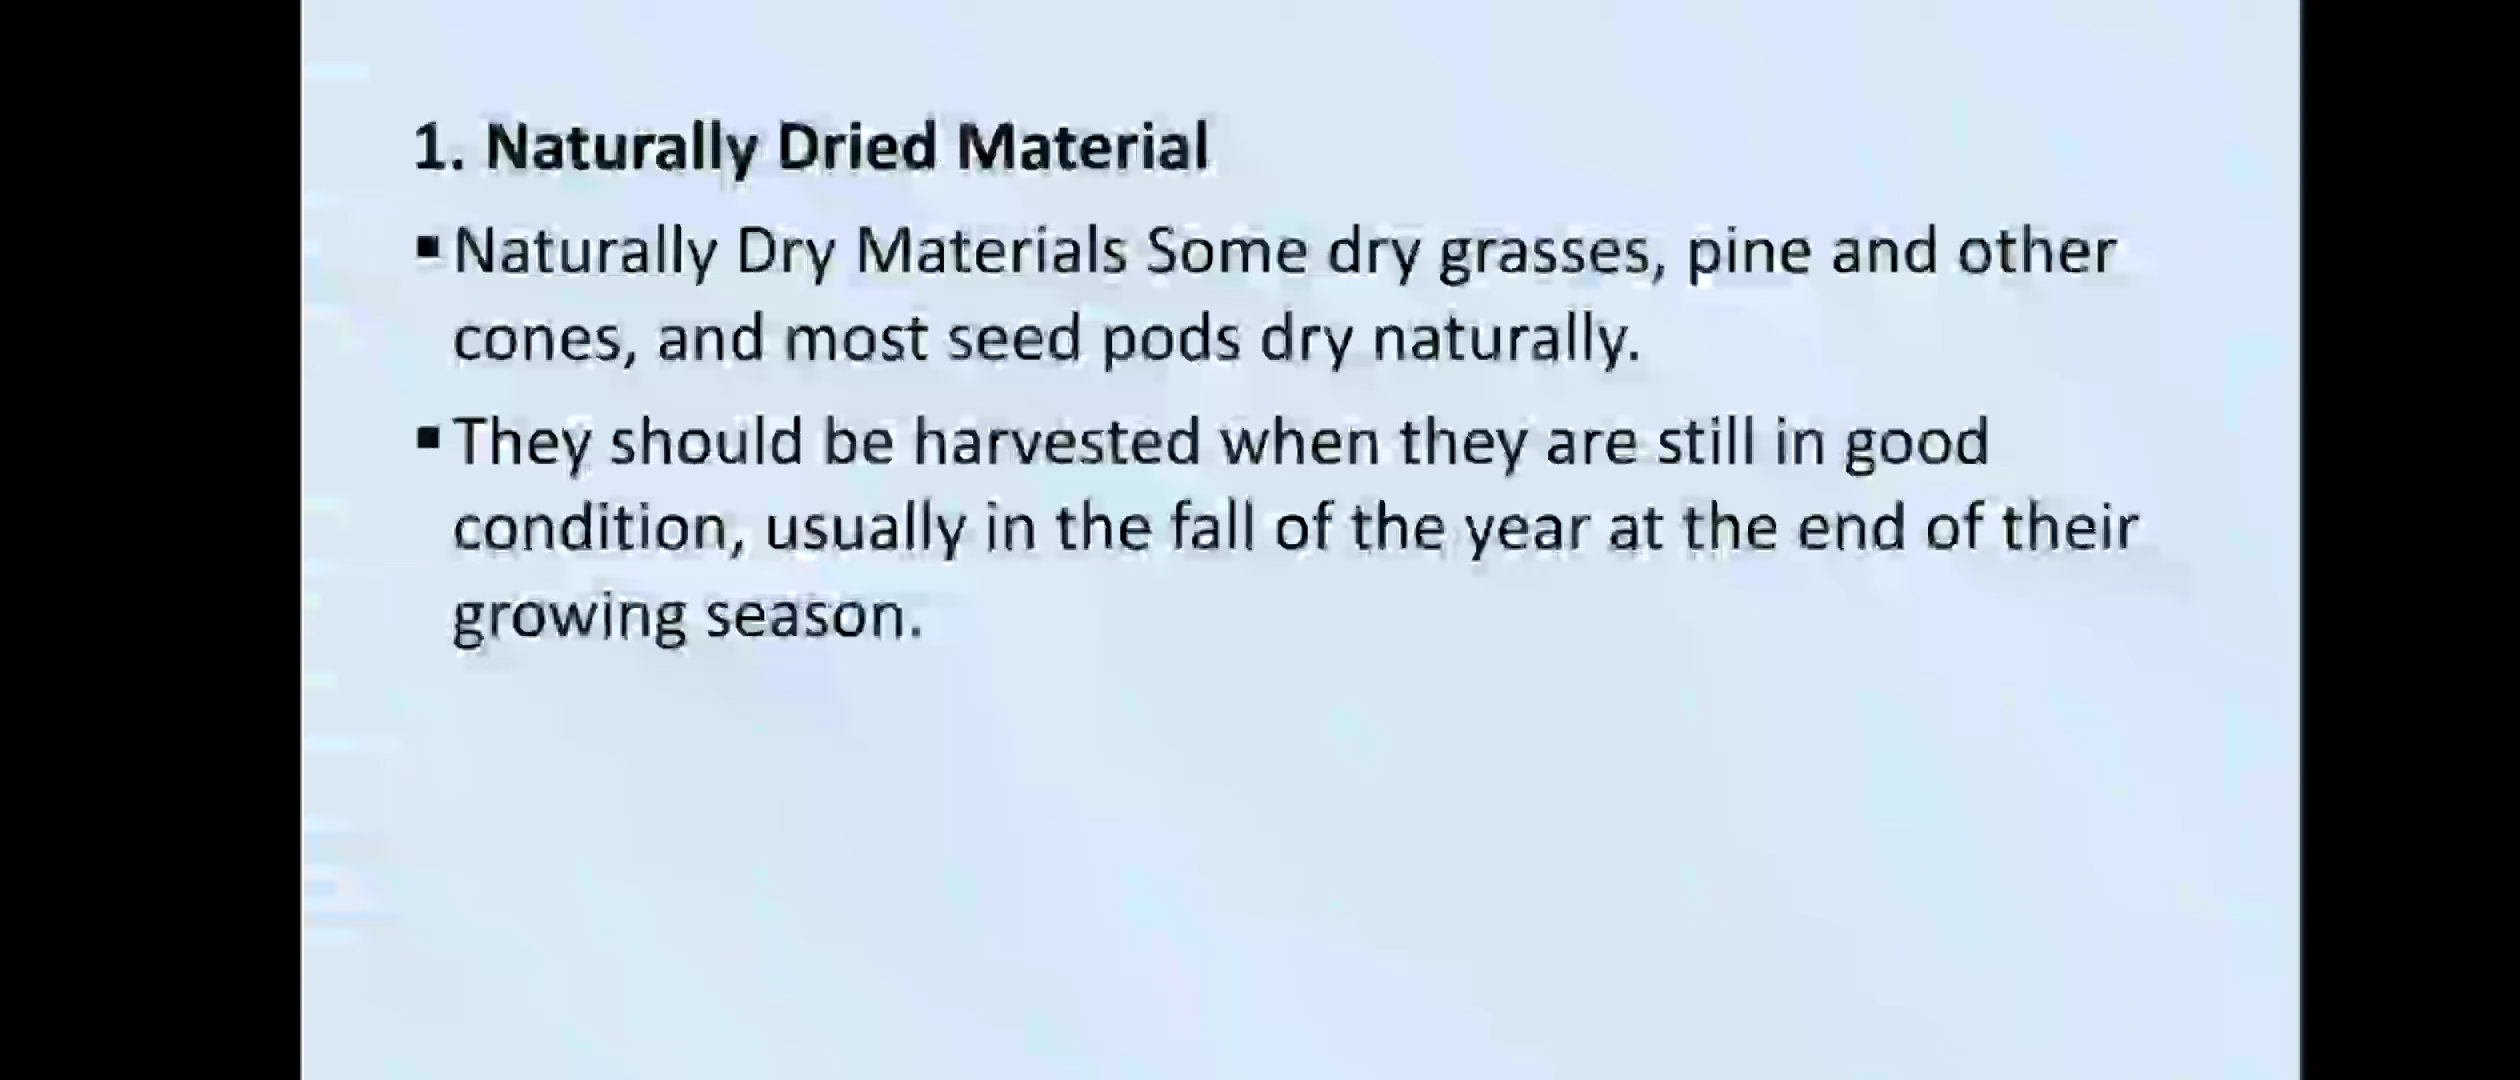 1. Naturally Dried Material
▪ Naturally Dry Materials Some dry grasses, pine and other
cones, and most seed pods dry naturally.
▪ They should be harvested when they are still in good
condition, usually in the fall of the year at the end of their
growing season.